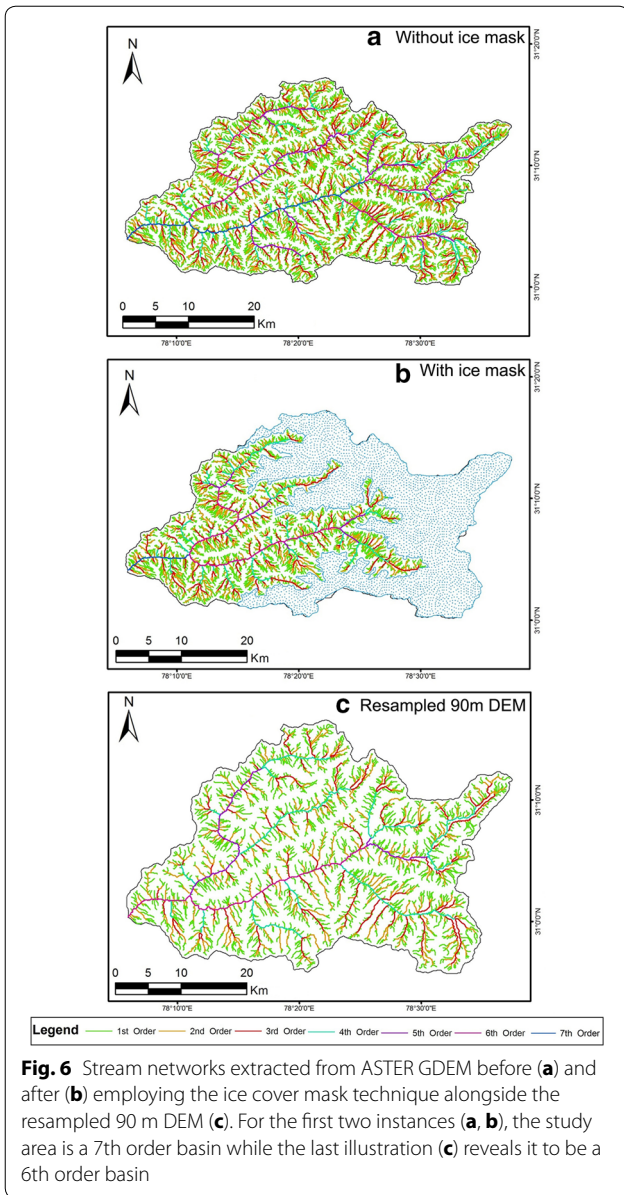 N
a Without ice mask
31°20'0"N
31°10'0"N
31°0'0"N
0 5 10 20
Km
78°10'0"E 78°20'0"E 78°30'0"E
N
b With ice mask
31°20'0"N
31°10'0"N
31°0'0"N
0 5 10 20
Km
78°10'0"E 78°20'0"E 78°30'0"E
N
c Resampled 90m DEM
31°10'0"N
31°0'0"N
0 5 10 20
Km
78°10'0"E 78°20'0"E 78°30'0"E
Legend 1st Order 2nd Order 3rd Order 4th Order 5th Order 6th Order 7th Order
Fig. 6 Stream networks extracted from ASTER GDEM before (a) and
after (b) employing the ice cover mask technique alongside the
resampled 90 m DEM (c). For the first two instances (a, b), the study
area is a 7th order basin while the last illustration (c) reveals it to be a
6th order basin